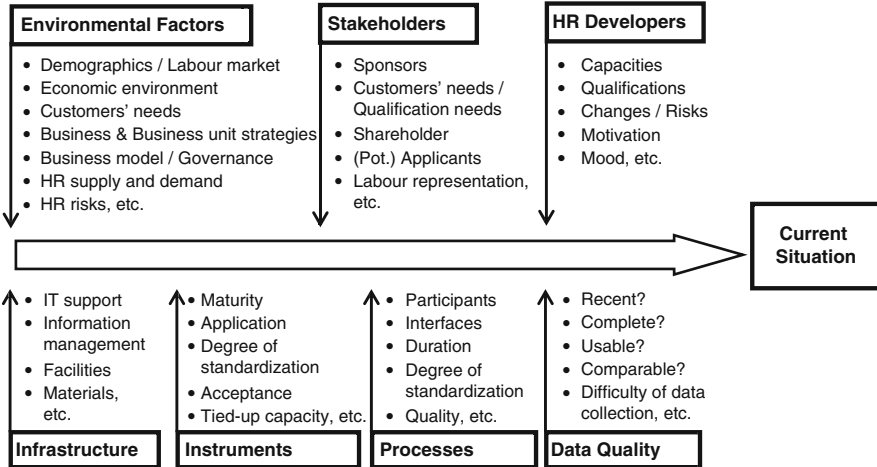 Environmental Factors
• Demographics / Labour market
• Economic environment
• Customers' needs
• Business & Business unit strategies
• Business model / Governance
• HR supply and demand
• HR risks, etc.
Stakeholders
• Sponsors
• Customers' needs /
Qualification needs
• Shareholder
• (Pot.) Applicants
• Labour representation,
etc.
HR Developers
• Capacities
• Qualifications
• Changes / Risks
• Motivation
• Mood, etc.
Current
Situation
• IT support
• Information
management
• Facilities
• Materials,
etc.
Infrastructure
• Maturity
• Application
• Degree of
standardization
• Acceptance
• Tied-up capacity, etc.
Instruments
• Participants
• Interfaces
• Duration
• Degree of
standardization
• Quality, etc.
Processes
• Recent?
• Complete?
• Usable?
• Comparable?
• Difficulty of data
collection, etc.
Data Quality